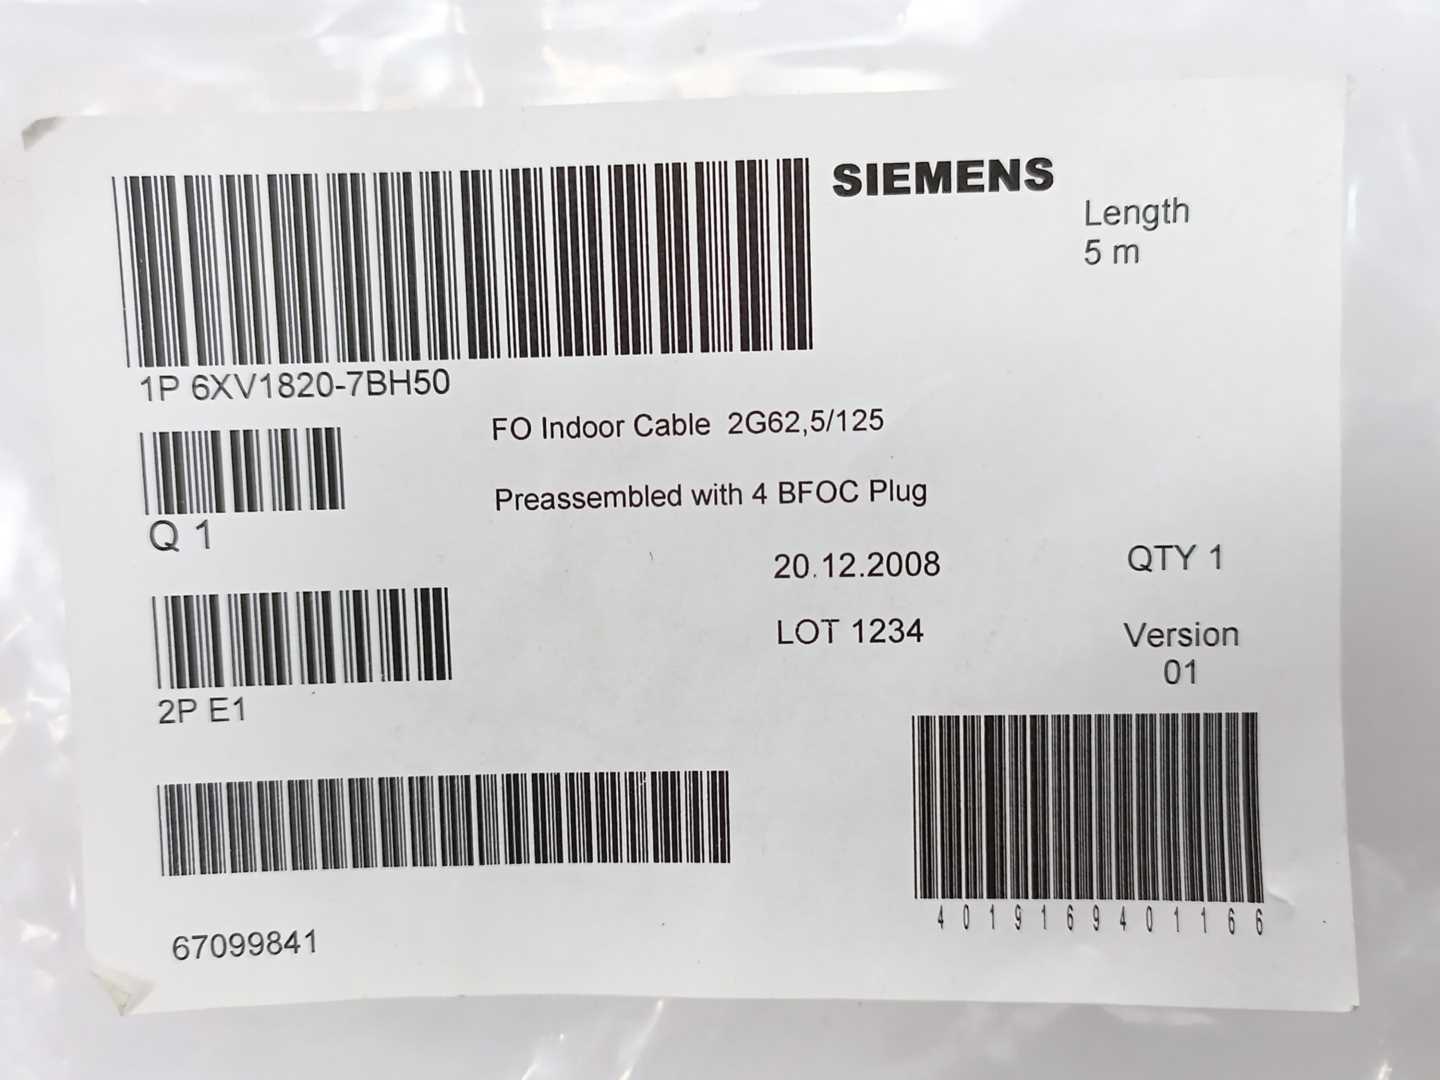 SIEMENS
Length
5 m
1P 6XV1820-7BH50
FO Indoor Cable 2G62,5/125
Preassembled with 4 BFOC Plug
Q 1
20.12.2008
QTY 1
LOT 1234
Version
01
2P E1
4019169401166
67099841